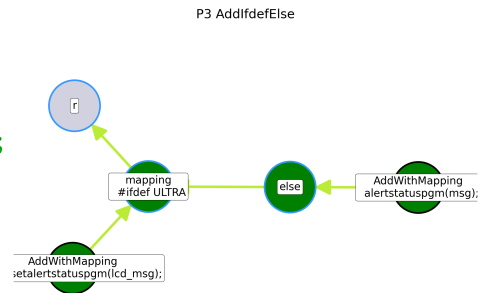 P3 AddIfdefElse
r
mapping
#ifdef ULTRA
else
AddWithMapping
alertstatuspgm(msg);
AddWithMapping
setalertstatuspgm(lcd_msg);